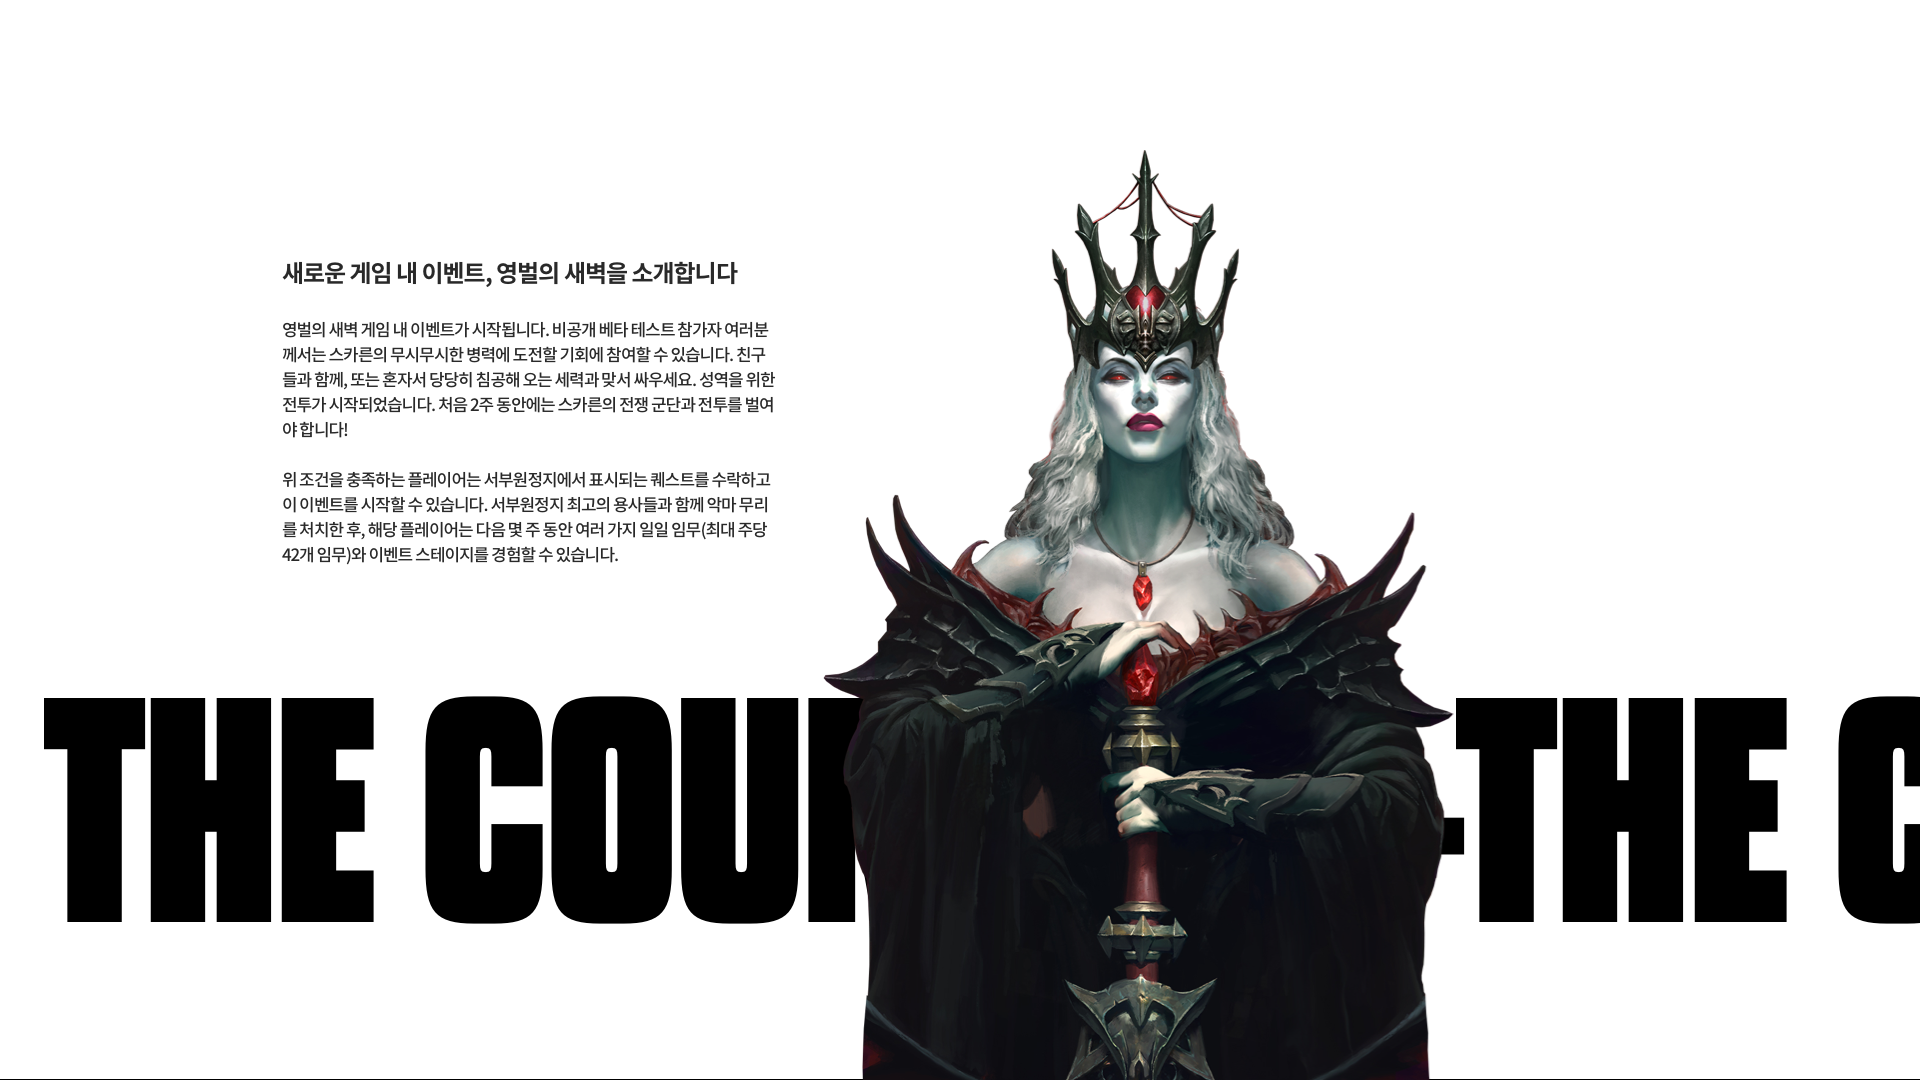 새로운 게임 내 이벤트, 영벌의 새벽을 소개합니다
영벌의 새벽 게임 내 이벤트가 시작됩니다. 비공개 베타 테스트 참가자 여러분
께서는 스카른의 무시무시한 병력에 도전할 기회에 참여할 수 있습니다. 친구
들과 함께, 또는 혼자서 당당히 침공해 오는 세력과 맞서 싸우세요. 성역을 위한
전투가 시작되었습니다. 처음 2주 동안에는 스카른의 전쟁 군단과 전투를 벌여
야 합니다!
위 조건을 충족하는 플레이어는 서부원정지에서 표시되는 퀘스트를 수락하고
이 이벤트를 시작할 수 있습니다. 서부원정지 최고의 용사들과 함께 악마 무리
를 처치한 후, 해당 플레이어는 다음 몇 주 동안 여러 가지 일일 임무(최대 주당
42개 임무)와 이벤트 스테이지를 경험할 수 있습니다.
THE COU -THE C